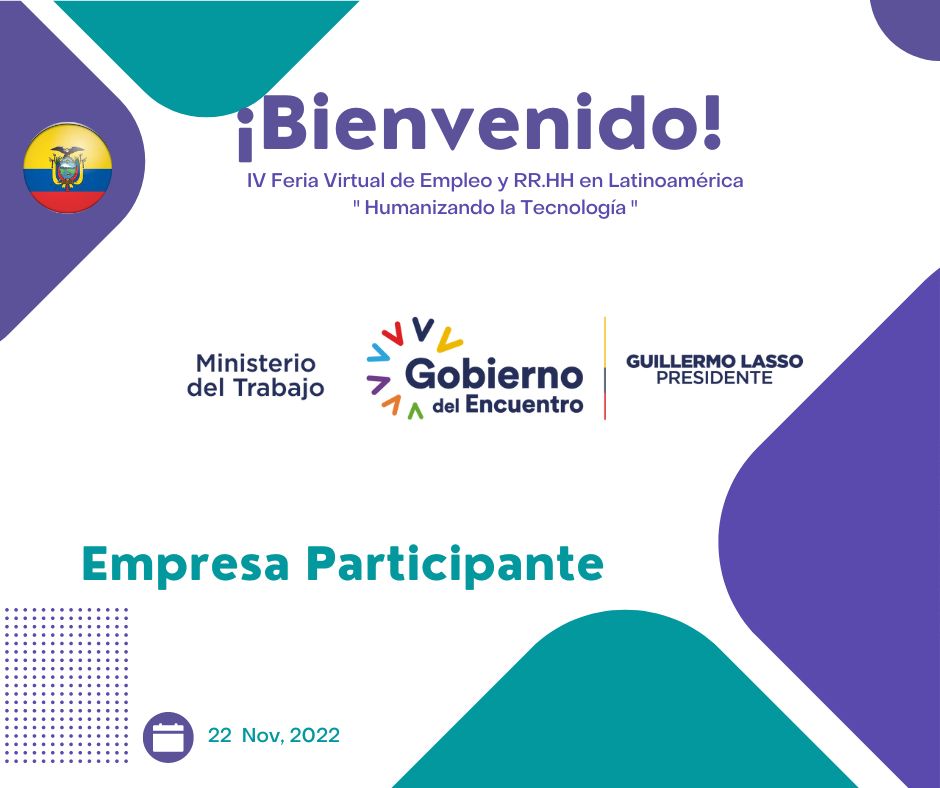 ¡Bienvenido!
IV Feria Virtual de Empleo y RR.HH en Latinoamérica
" Humanizando la Tecnología "
Ministerio
del Trabajo
Gobierno
del Encuentro
GUILLERMO LASSO
PRESIDENTE
Empresa Participante
22 Nov, 2022